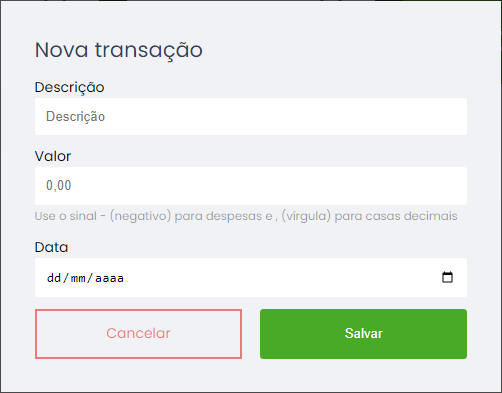 Nova transação
Descrição
Descrição
Valor
0,00
Use o sinal - (negativo) para despesas e , (vírgula) para casas decimais
Data
dd/mm/aaaa
Cancelar Salvar